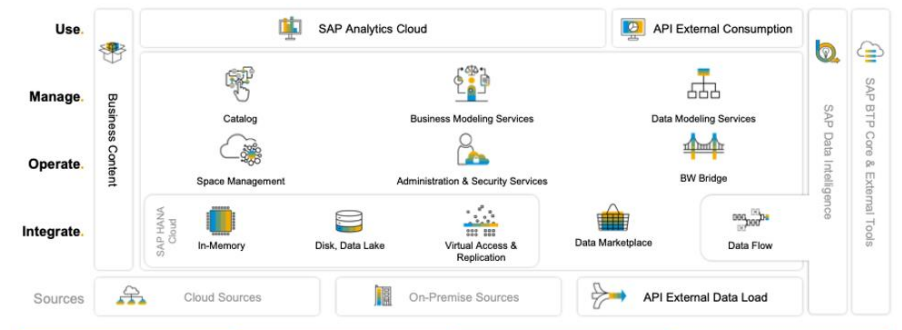 Use.
SAP Analytics Cloud
API External Consumption
Business Content
Manage.
Catalog
Business Modeling Services
Data Modeling Services
Operate.
Space Management
Administration & Security Services
BW Bridge
Integrate.
SAP HANA
Cloud
In-Memory
Disk, Data Lake
Virtual Access &
Replication
Data Marketplace
Data Flow
SAP Data Intelligence
SAP BTP Core & External Tools
Sources
Cloud Sources
On-Premise Sources
API External Data Load